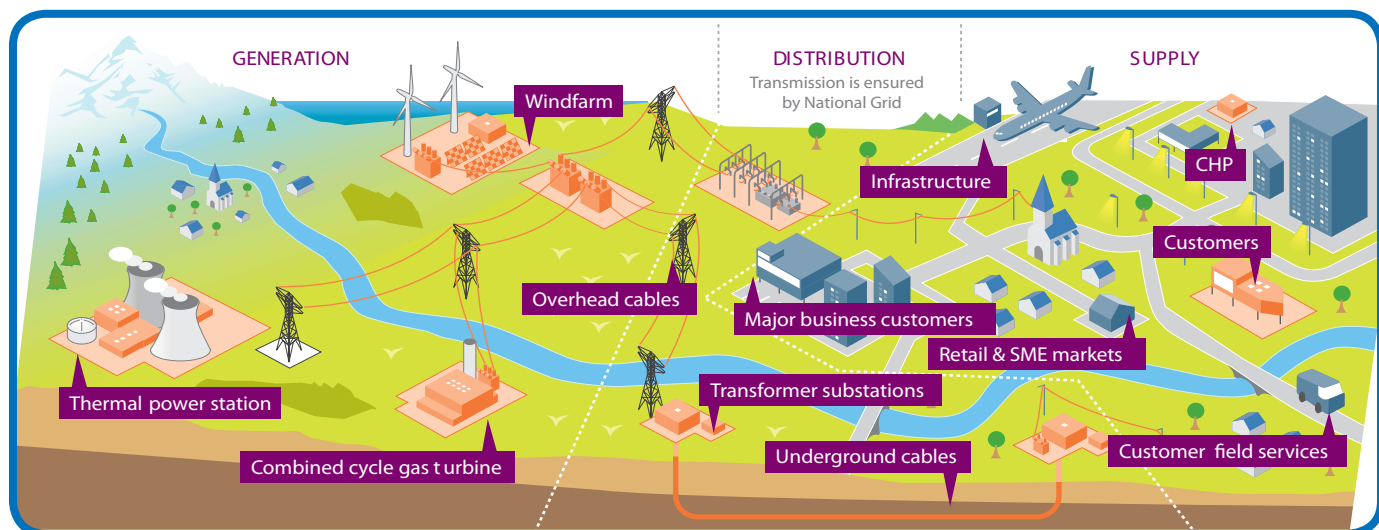 GENERATION
DISTRIBUTION
Transmission is ensured
by National Grid
SUPPLY
Windfarm
CHP
Infrastructure
Customers
Overhead cables
Major business customers
Retail & SME markets
Thermal power station
Transformer substations
Combined cycle gas turbine
Underground cables
Customer field services